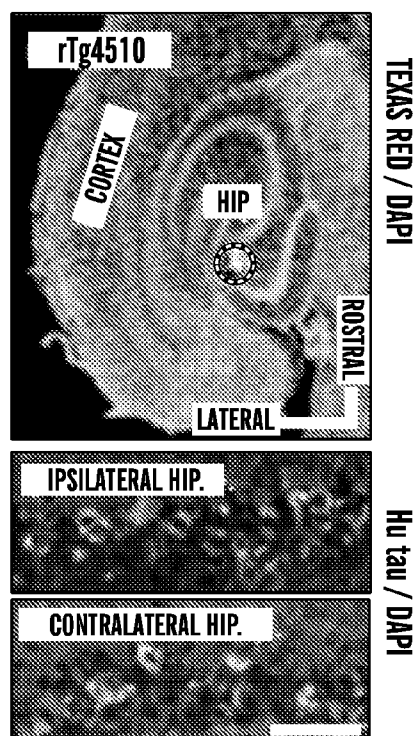 rTg4510
TEXAS RED / DAPI
CORTEX
HIP
ROSTRAL
LATERAL
IPSILATERAL HIP.
Hu tau / DAPI
CONTRALATERAL HIP.